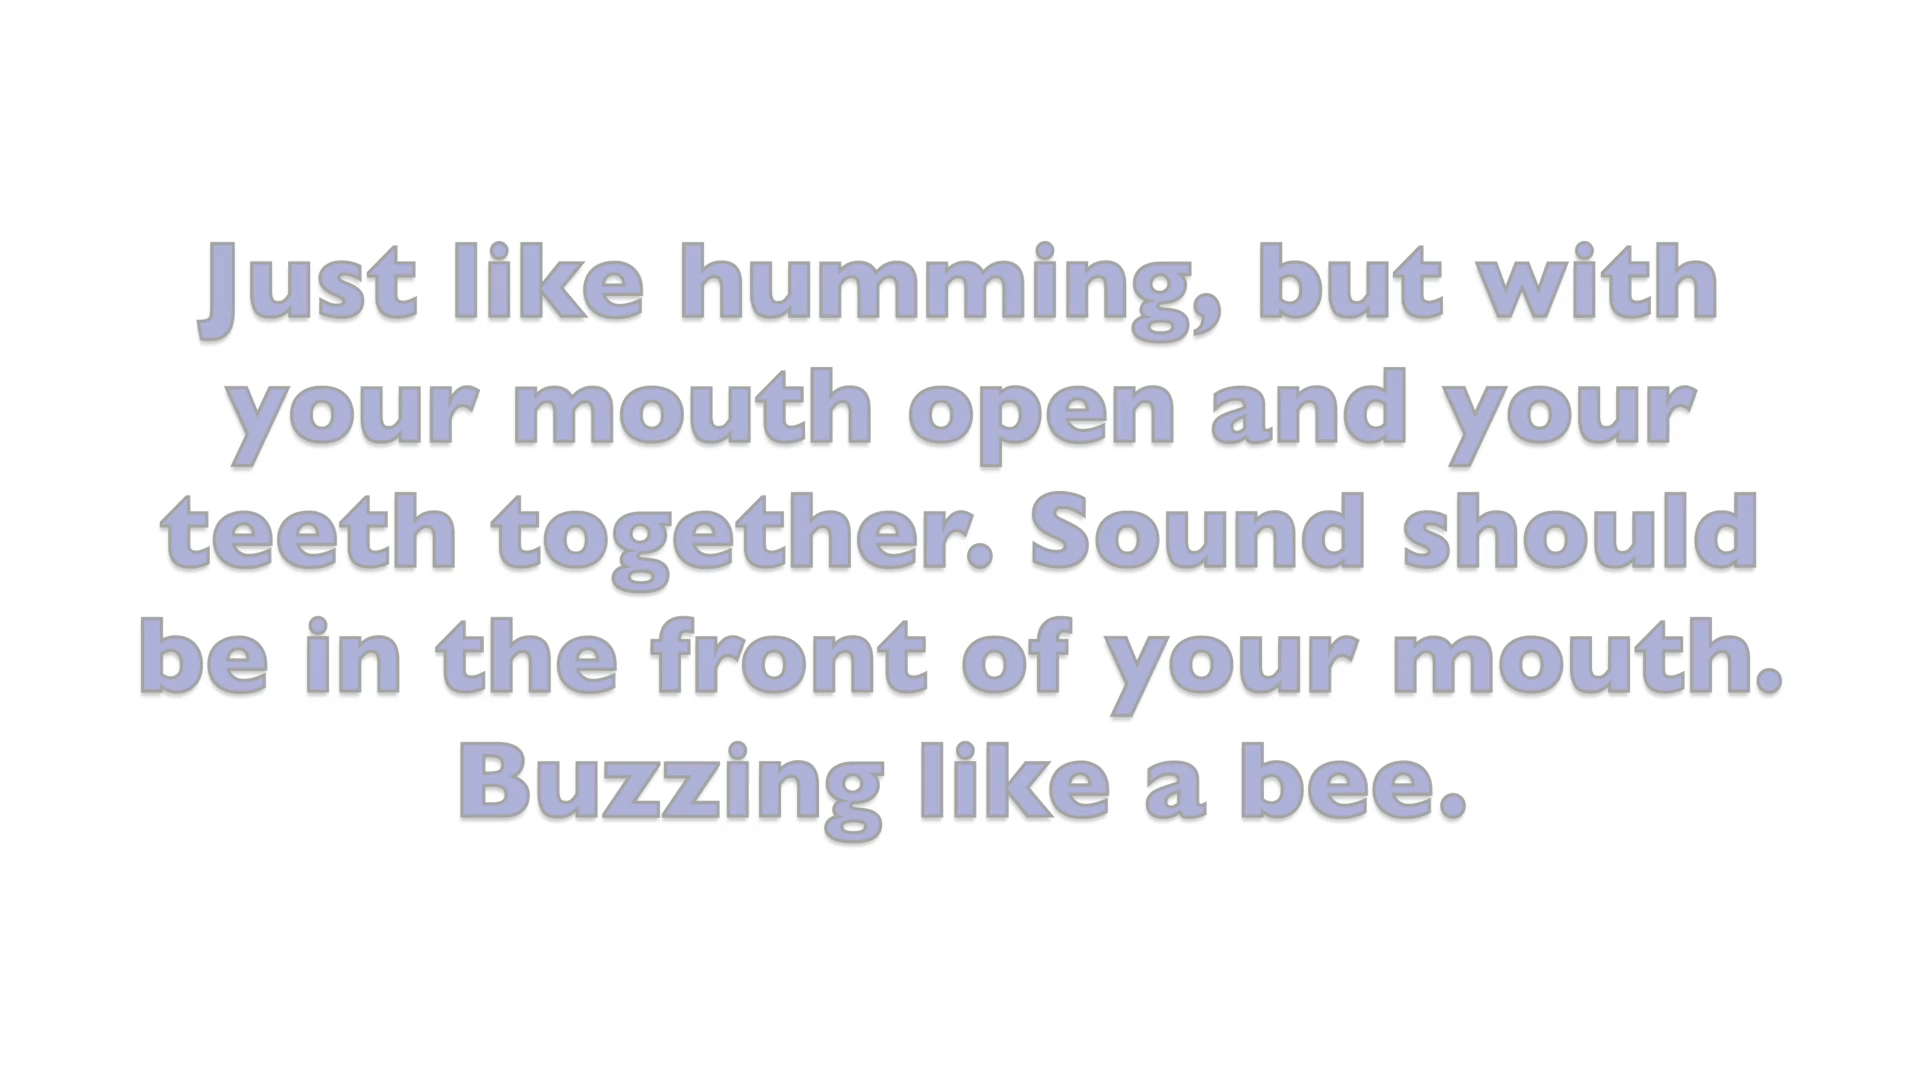 Just like humming, but with
your mouth open and your
teeth together. Sound should
be in the front of your mouth.
Buzzing like a bee.